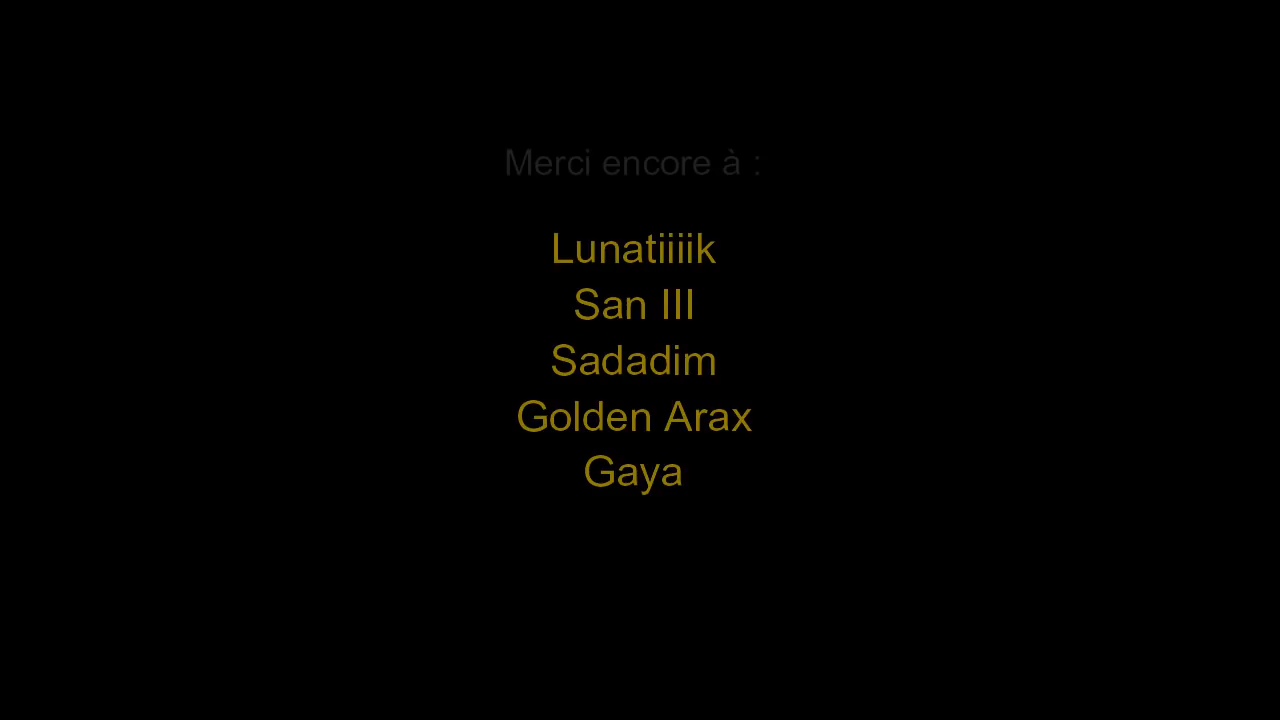 Merci encore à :
Lunatiiiik
San III
Sadadim
Golden Arax
Gaya